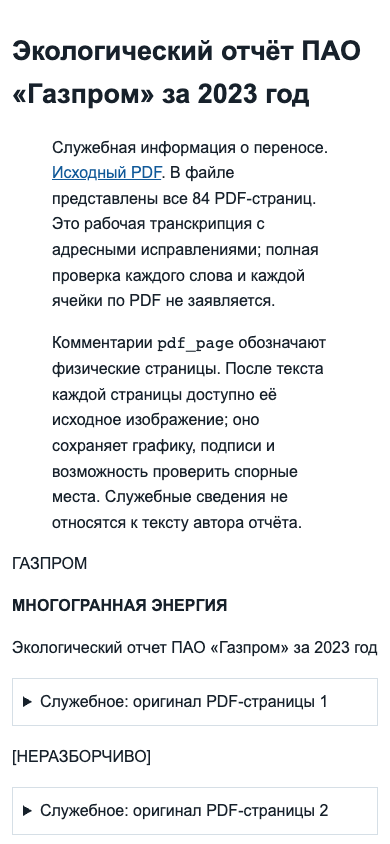 Экологический отчёт ПАО
«Газпром» за 2023 год
Служебная информация о переносе.
Исходный PDF. В файле
представлены все 84 PDF-страниц.
Это рабочая транскрипция с
адресными исправлениями; полная
проверка каждого слова и каждой
ячейки по PDF не заявляется.
Комментарии pdf_page обозначают
физические страницы. После текста
каждой страницы доступно её
исходное изображение; оно
сохраняет графику, подписи и
возможность проверить спорные
места. Служебные сведения не
относятся к тексту автора отчёта.
ГАЗПРОМ
МНОГОГРАННАЯ ЭНЕРГИЯ
Экологический отчет ПАО «Газпром» за 2023 год
Служебное: оригинал PDF-страницы 1
[НЕРАЗБОРЧИВО]
Служебное: оригинал PDF-страницы 2